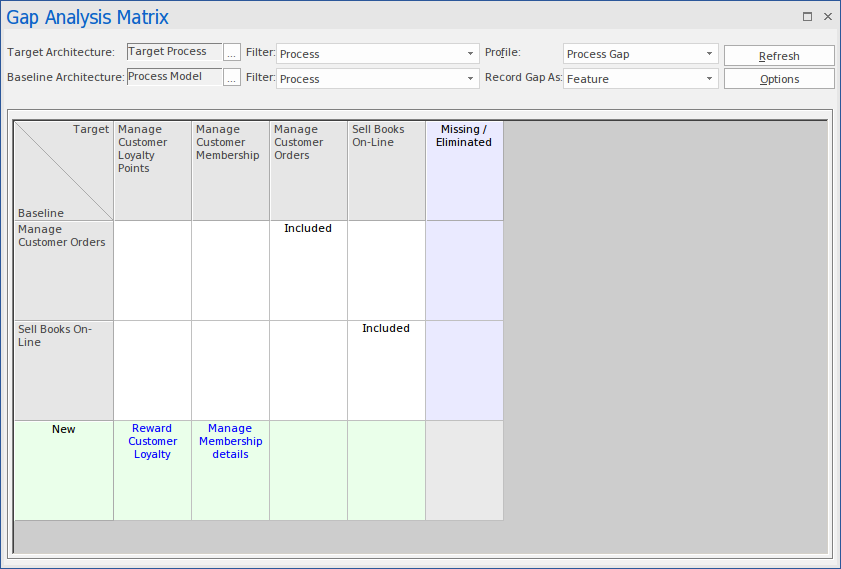 Gap Analysis Matrix
Target Architecture: Target Process ... Filter: Process Profile: Process Gap Refresh
Baseline Architecture: Process Model ... Filter: Process Record Gap As: Feature Options
Target
Baseline
Manage
Customer
Loyalty
Points
Manage
Customer
Membership
Manage
Customer
Orders
Sell Books
On-Line
Missing /
Eliminated
Manage
Customer Orders
Included
Sell Books On-
Line
Included
New
Reward
Customer
Loyalty
Manage
Membership
details